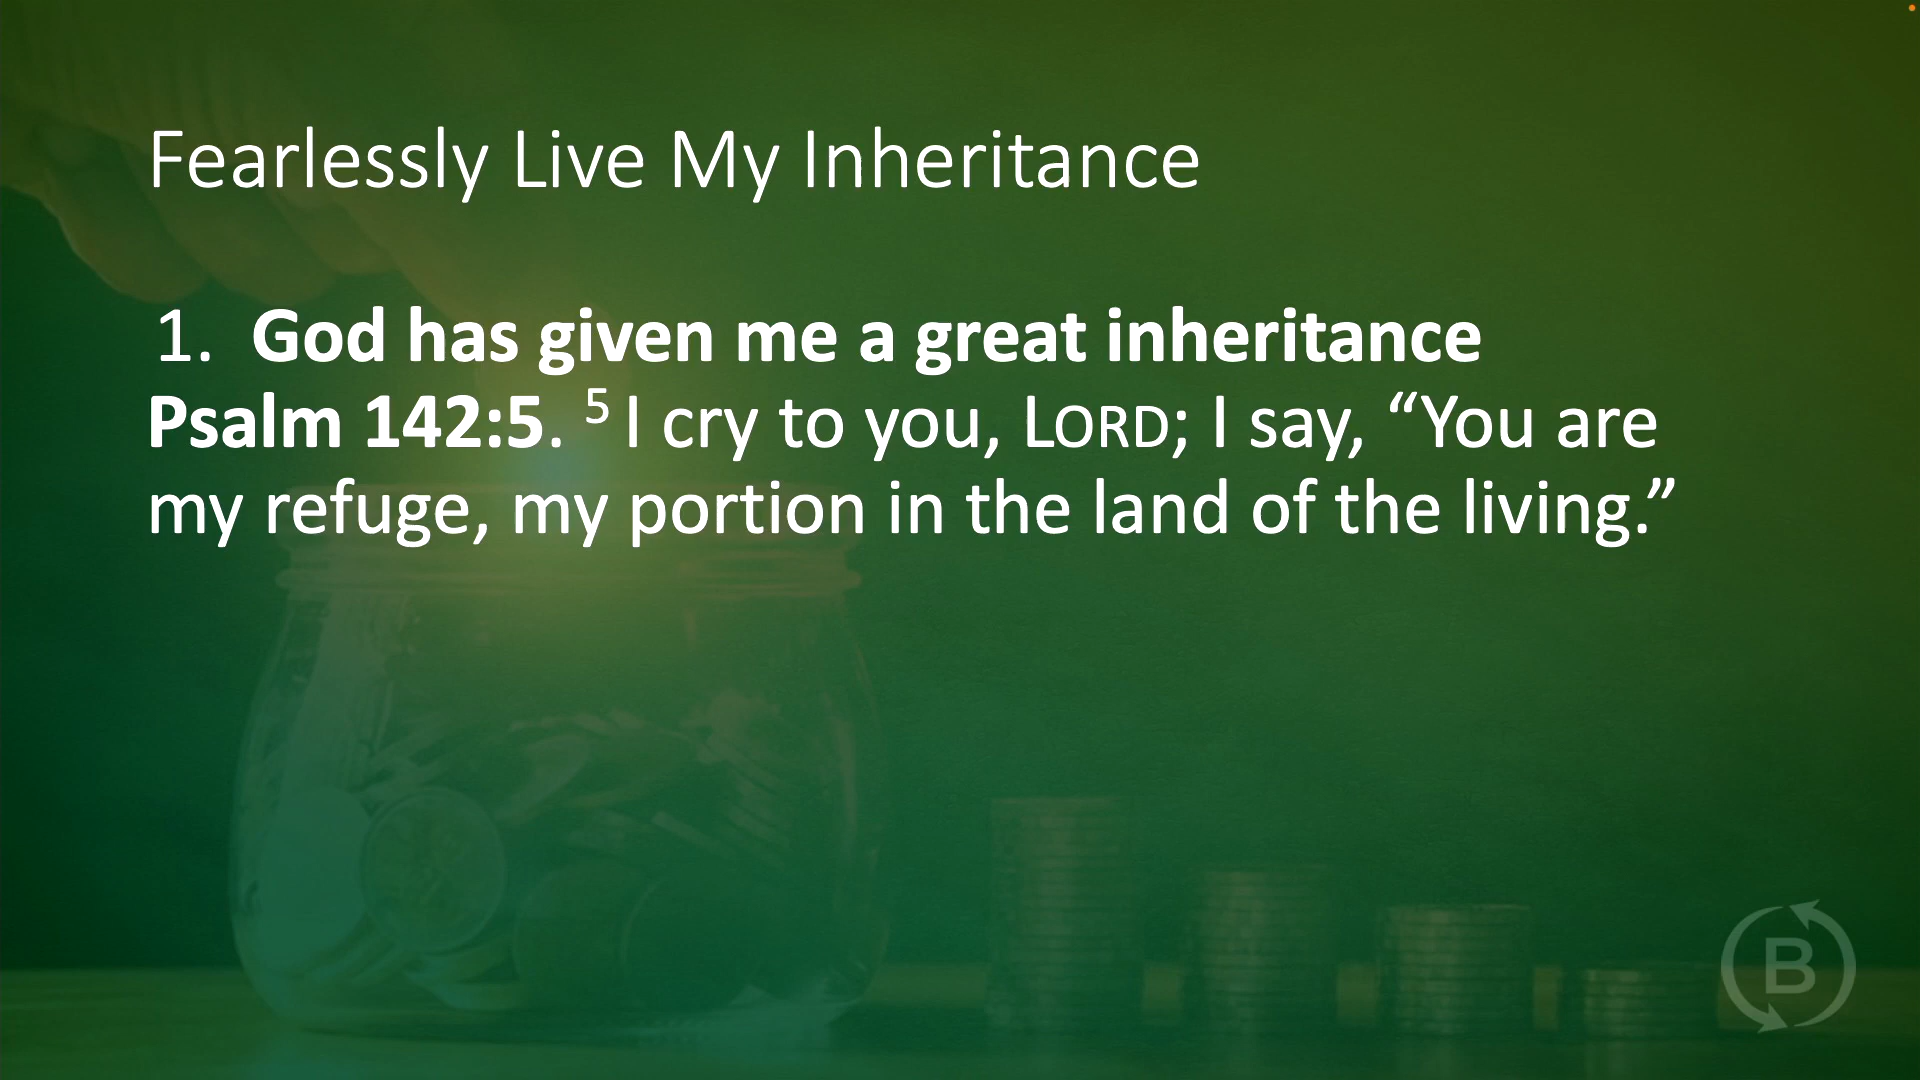 Fearlessly Live My Inheritance
1. God has given me a great inheritance
Psalm 142:5. 5 I cry to you, LORD; I say, “You are
my refuge, my portion in the land of the living.”
B